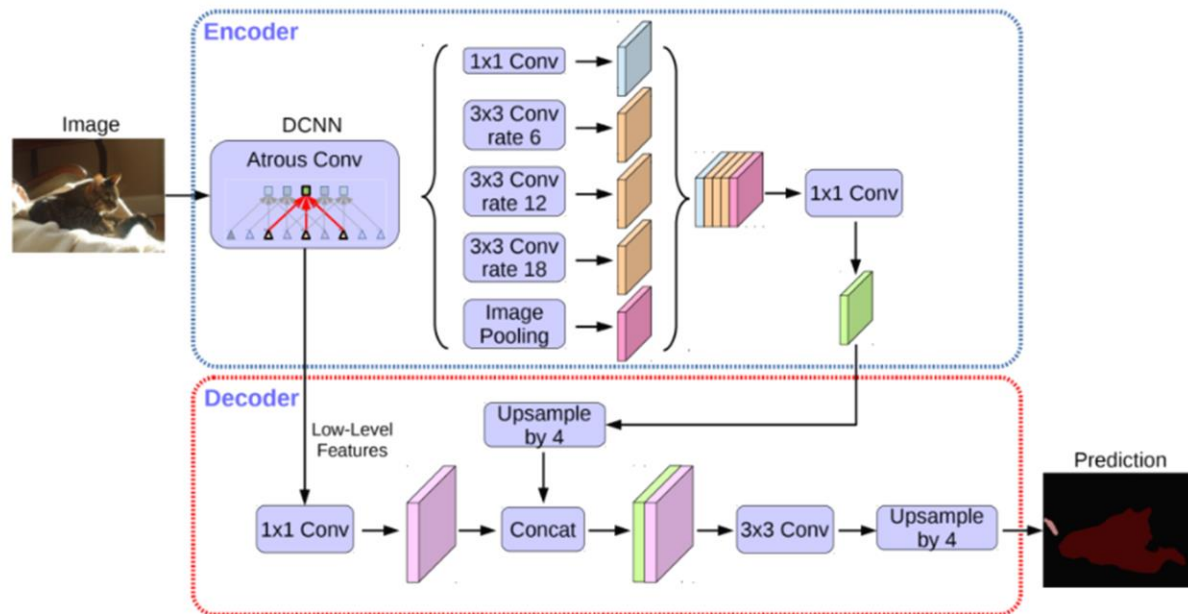 Encoder
Image
DCNN
Atrous Conv
1x1 Conv
3x3 Conv
rate 6
3x3 Conv
rate 12
3x3 Conv
rate 18
Image
Pooling
1x1 Conv
Decoder
Low-Level
Features
Upsample
by 4
1x1 Conv
Concat
3x3 Conv
Upsample
by 4
Prediction